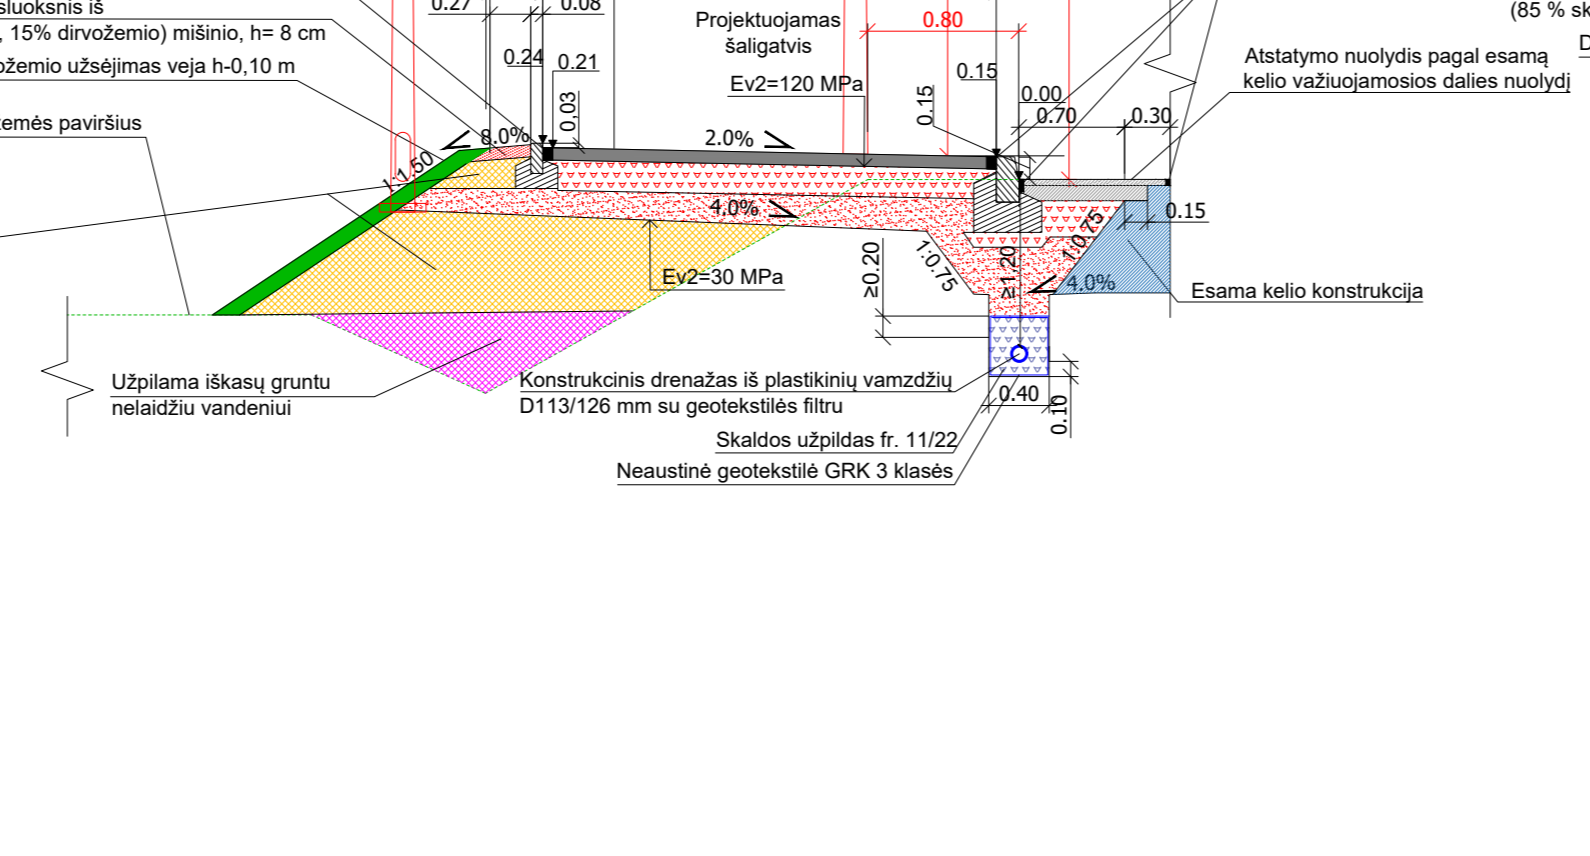 sluoksnis iš
, 15% dirvožemio) mišinio, h= 8 cm
ožemio užsėjimas veja h-0,10 m
žemės paviršius
0.27
0.08
0.24
0.21
0,03
8.0%
1:1.50
Projektuojamas
šaligatvis
Ev2=120 MPa
2.0%
0.80
0.15
0.15
0.00
0.70
0.30
(85 % sk
D
Atstatymo nuolydis pagal esamą
kelio važiuojamosios dalies nuolydį
4.0%
Ev2=30 MPa
≥0.20
1:0.75
≥1,20
1:0.75
0.15
4.0%
Esama kelio konstrukcija
Užpilama iškasų gruntu
nelaidžiu vandeniui
Konstrukcinis drenažas iš plastikinių vamzdžių
D113/126 mm su geotekstilės filtru
0.40
0.10
Skaldos užpildas fr. 11/22
Neaustinė geotekstilė GRK 3 klasės